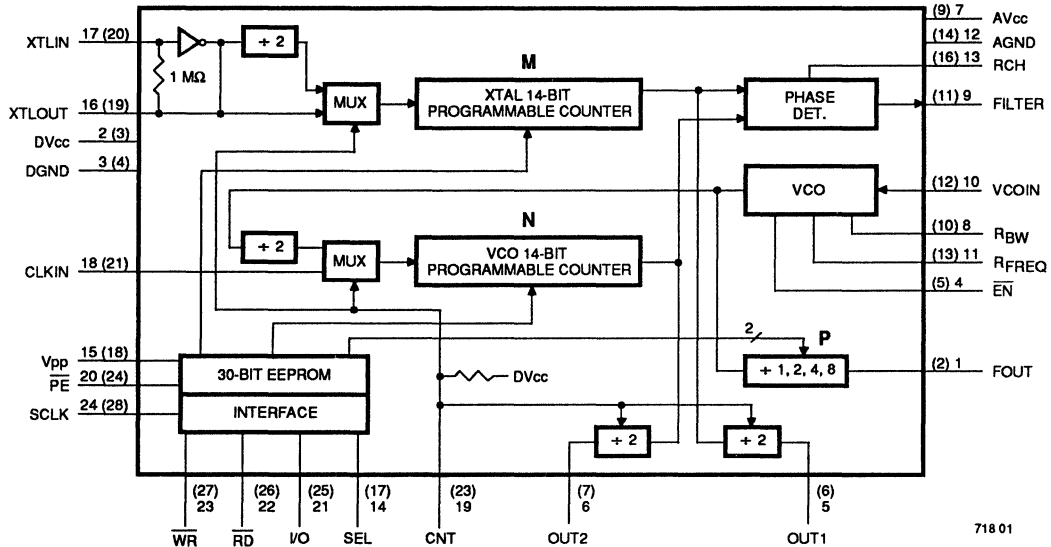 (9) 7 AVcc
XTLIN 17 (20)
÷ 2
(14) 12 AGND
M
(16) 13 RCH
1 MΩ
MUX
XTAL 14-BIT
PROGRAMMABLE COUNTER
PHASE
DET.
(11) 9 FILTER
XTLOUT 16 (19)
DVcc 2 (3)
DGND 3 (4)
VCO
(12) 10 VCOIN
N
(10) 8 RBW
÷ 2
MUX
VCO 14-BIT
PROGRAMMABLE COUNTER
CLKIN 18 (21)
(13) 11 RFREQ
(5) 4 EN
2
P
Vpp 15 (18)
30-BIT EEPROM
DVcc
÷ 1, 2, 4, 8
(2) 1 FOUT
PE 20 (24)
SCLK 24 (28)
INTERFACE
÷ 2
÷ 2
(27) (26) (25) (17) (23) (7) (6)
23 22 21 14 19 6 5
WR RD I/O SEL CNT OUT2 OUT1
718 01